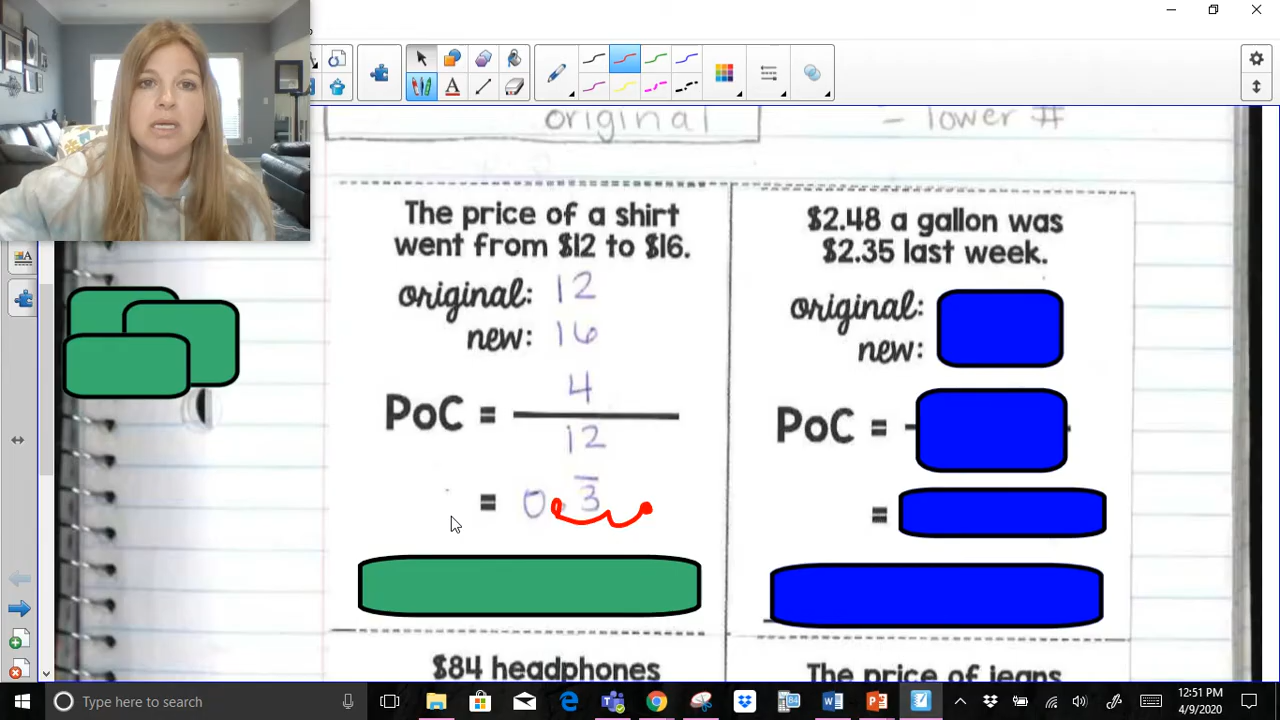 original
- lower #
The price of a shirt
went from $12 to $16.
original: 12
new: 16
PoC = 4
12
= 0.3̅
$2.48 a gallon was
$2.35 last week.
original:
new:
PoC =
=
$84 headphones
The price of jeans
A
Type here to search
12:51 PM
4/9/2020